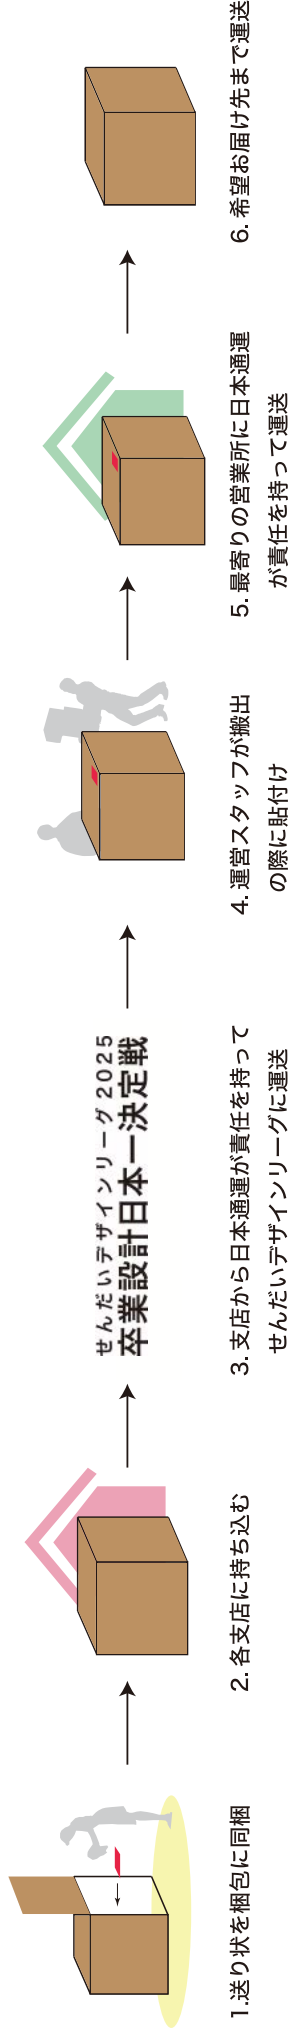 1.送り状を梱包に同梱
2. 各支店に持ち込む
せんだいデザインリーグ 2025
卒業設計日本一決定戦
3. 支店から日本通運が責任を持って
せんだいデザインリーグに運送
4. 運営スタッフが搬出
の際に貼付け
5. 最寄りの営業所に日本通運
が責任を持って運送
6. 希望お届け先まで運送